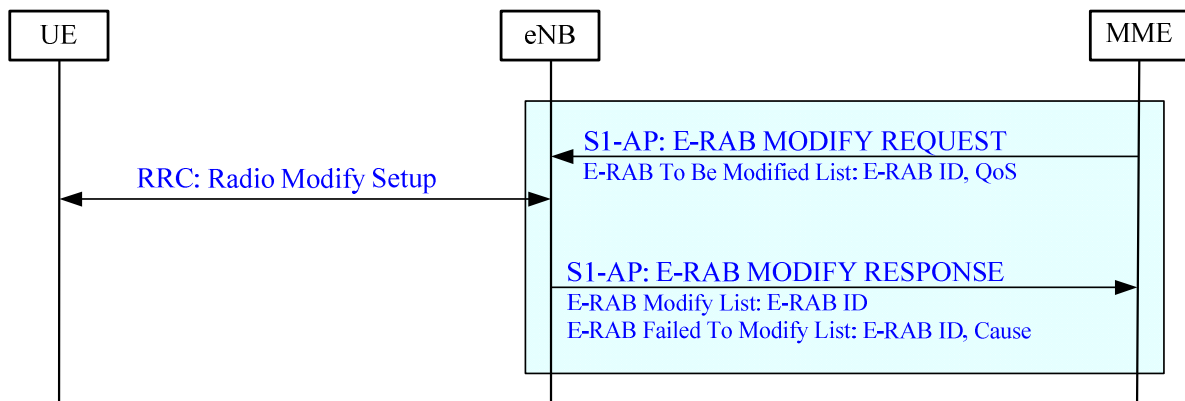 UE
eNB
MME
S1-AP: E-RAB MODIFY REQUEST
E-RAB To Be Modified List: E-RAB ID, QoS
RRC: Radio Modify Setup
S1-AP: E-RAB MODIFY RESPONSE
E-RAB Modify List: E-RAB ID
E-RAB Failed To Modify List: E-RAB ID, Cause